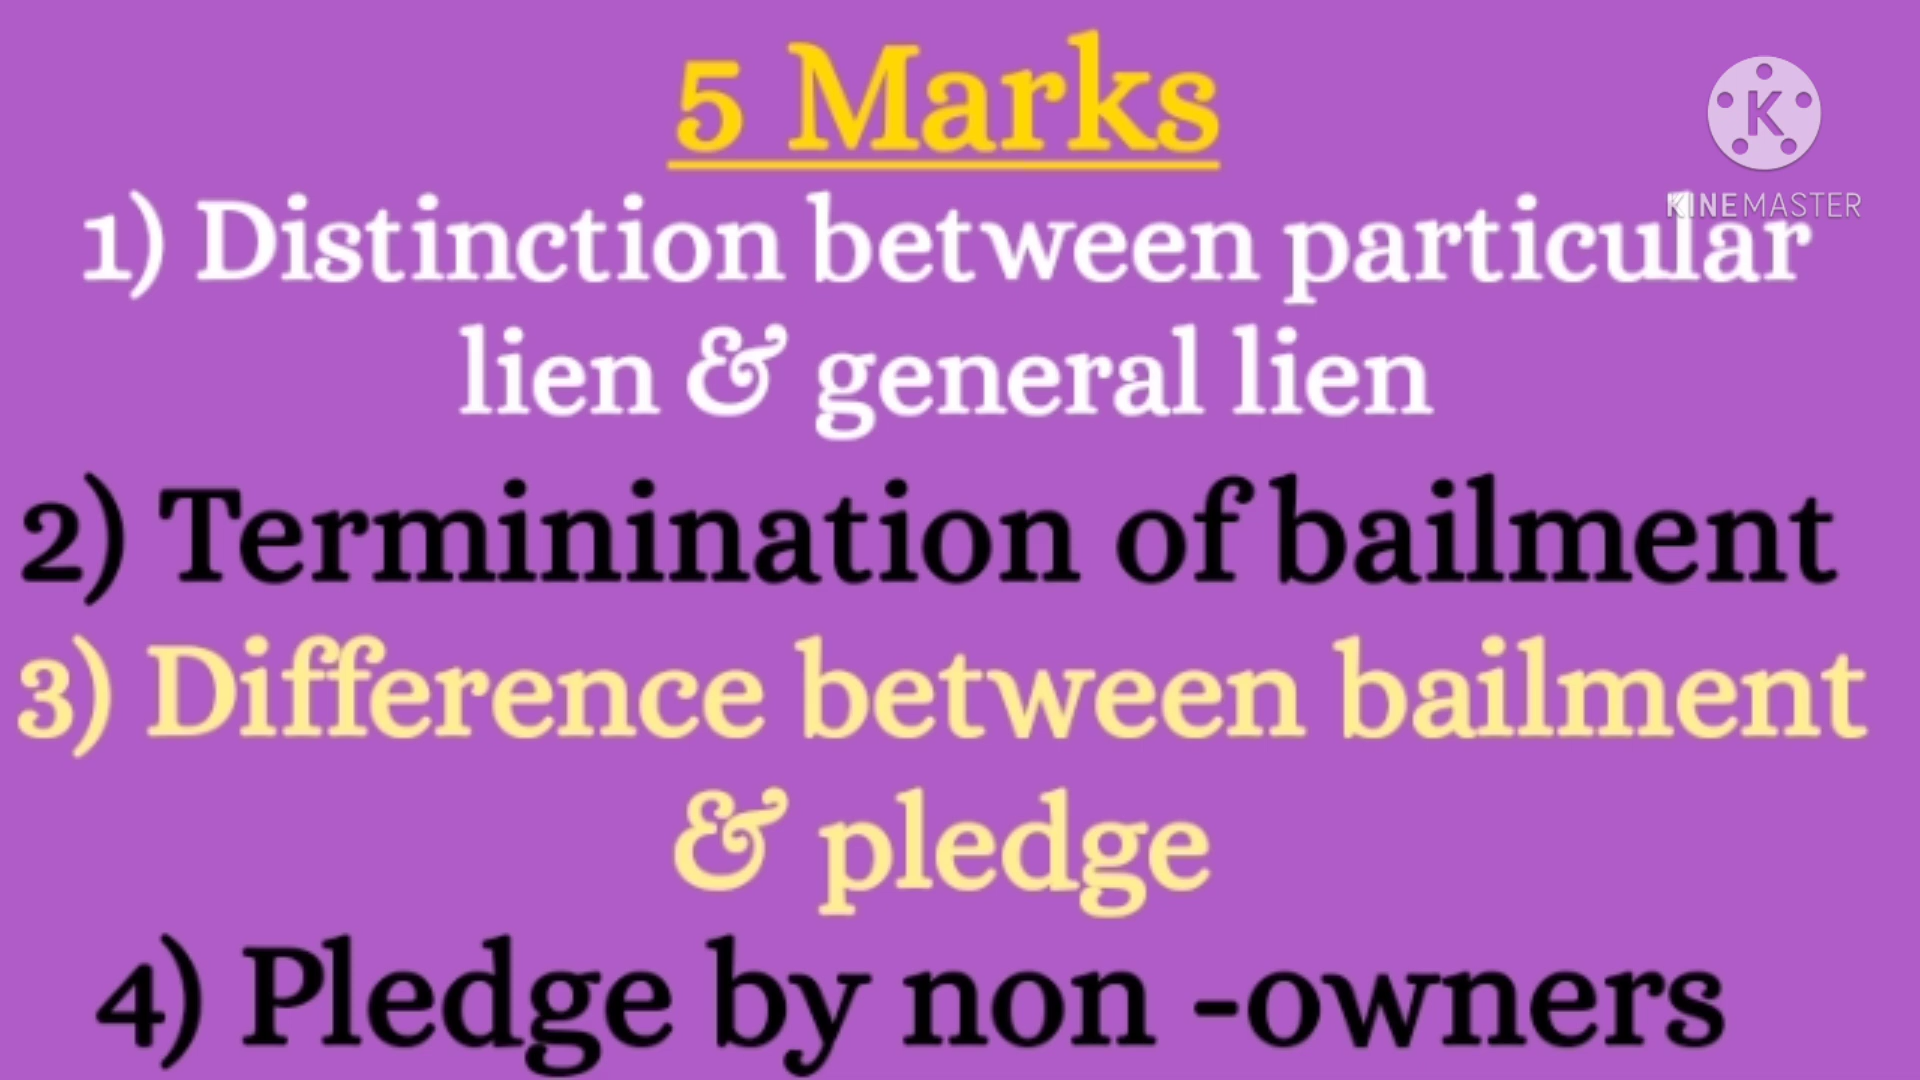 5 Marks
K
KINEMASTER
1) Distinction between particular
lien & general lien
2) Terminination of bailment
3) Difference between bailment
& pledge
4) Pledge by non -owners